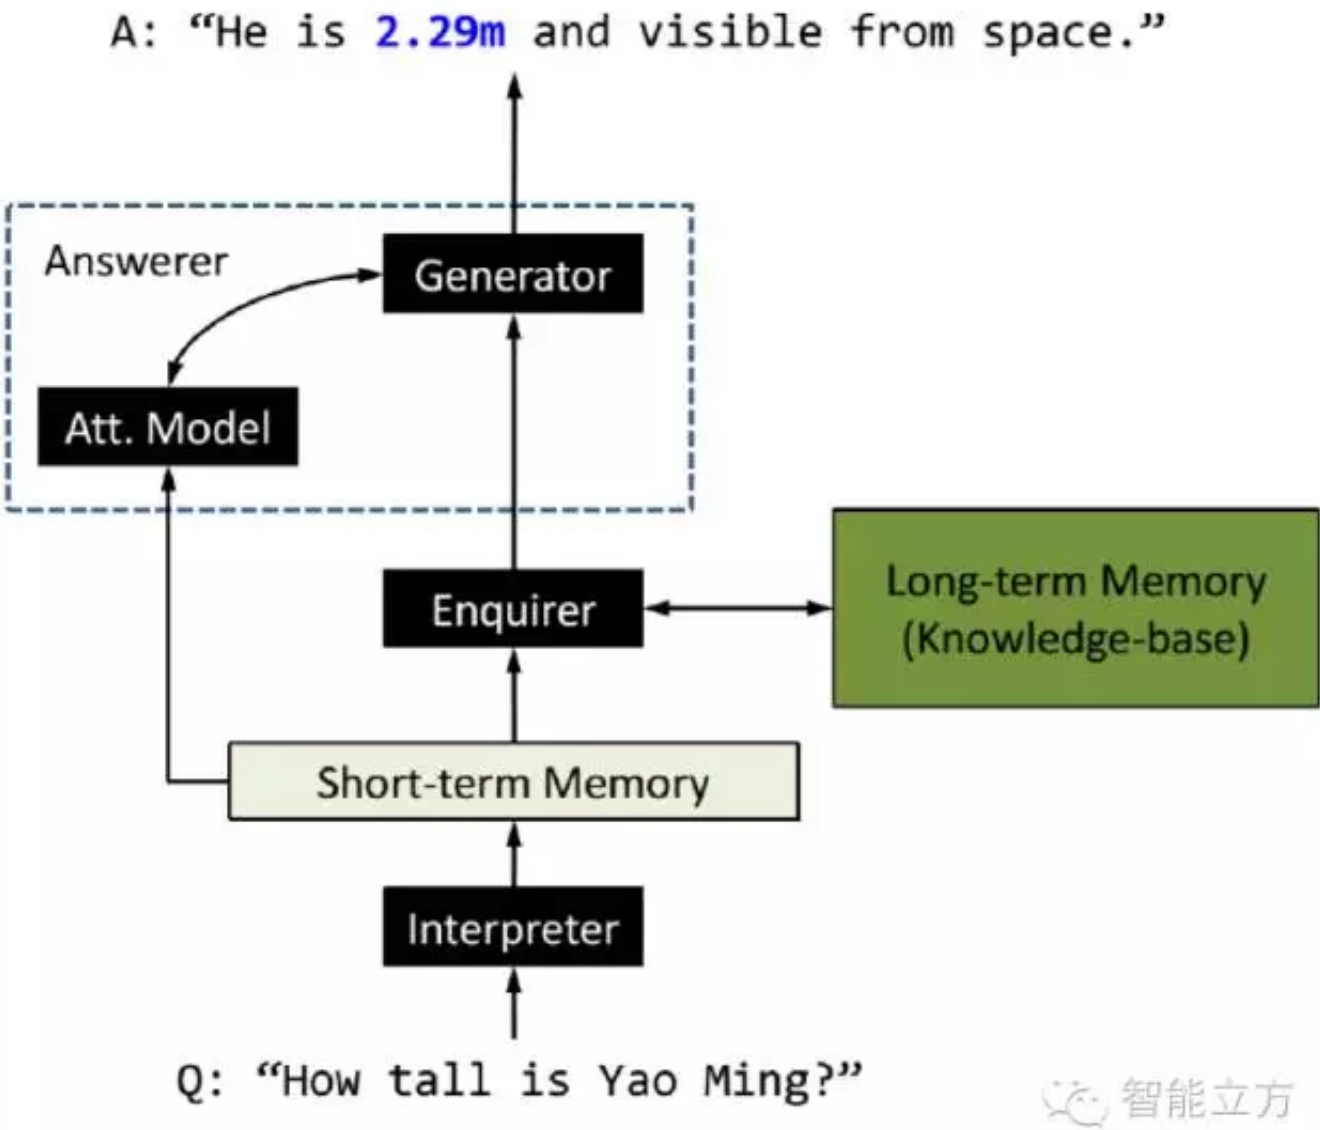 A: “He is 2.29m and visible from space.”
Answerer
Generator
Att. Model
Enquirer
Long-term Memory
(Knowledge-base)
Short-term Memory
Interpreter
Q: “How tall is Yao Ming?”
智能立方